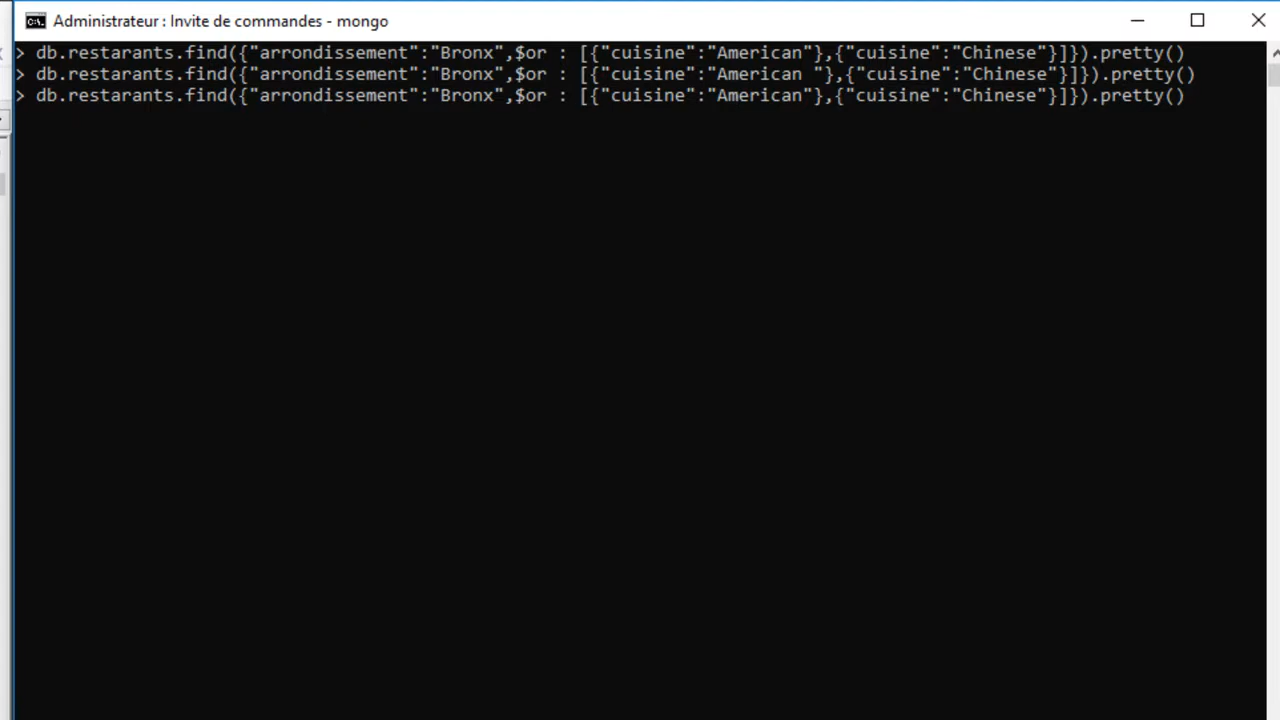 Administrateur : Invite de commandes - mongo
> db.restarants.find({"arrondissement":"Bronx",$or : [{"cuisine":"American"},{"cuisine":"Chinese"}]}).pretty()
> db.restarants.find({"arrondissement":"Bronx",$or : [{"cuisine":"American "},{"cuisine":"Chinese"}]}).pretty()
> db.restarants.find({"arrondissement":"Bronx",$or : [{"cuisine":"American"},{"cuisine":"Chinese"}]}).pretty()